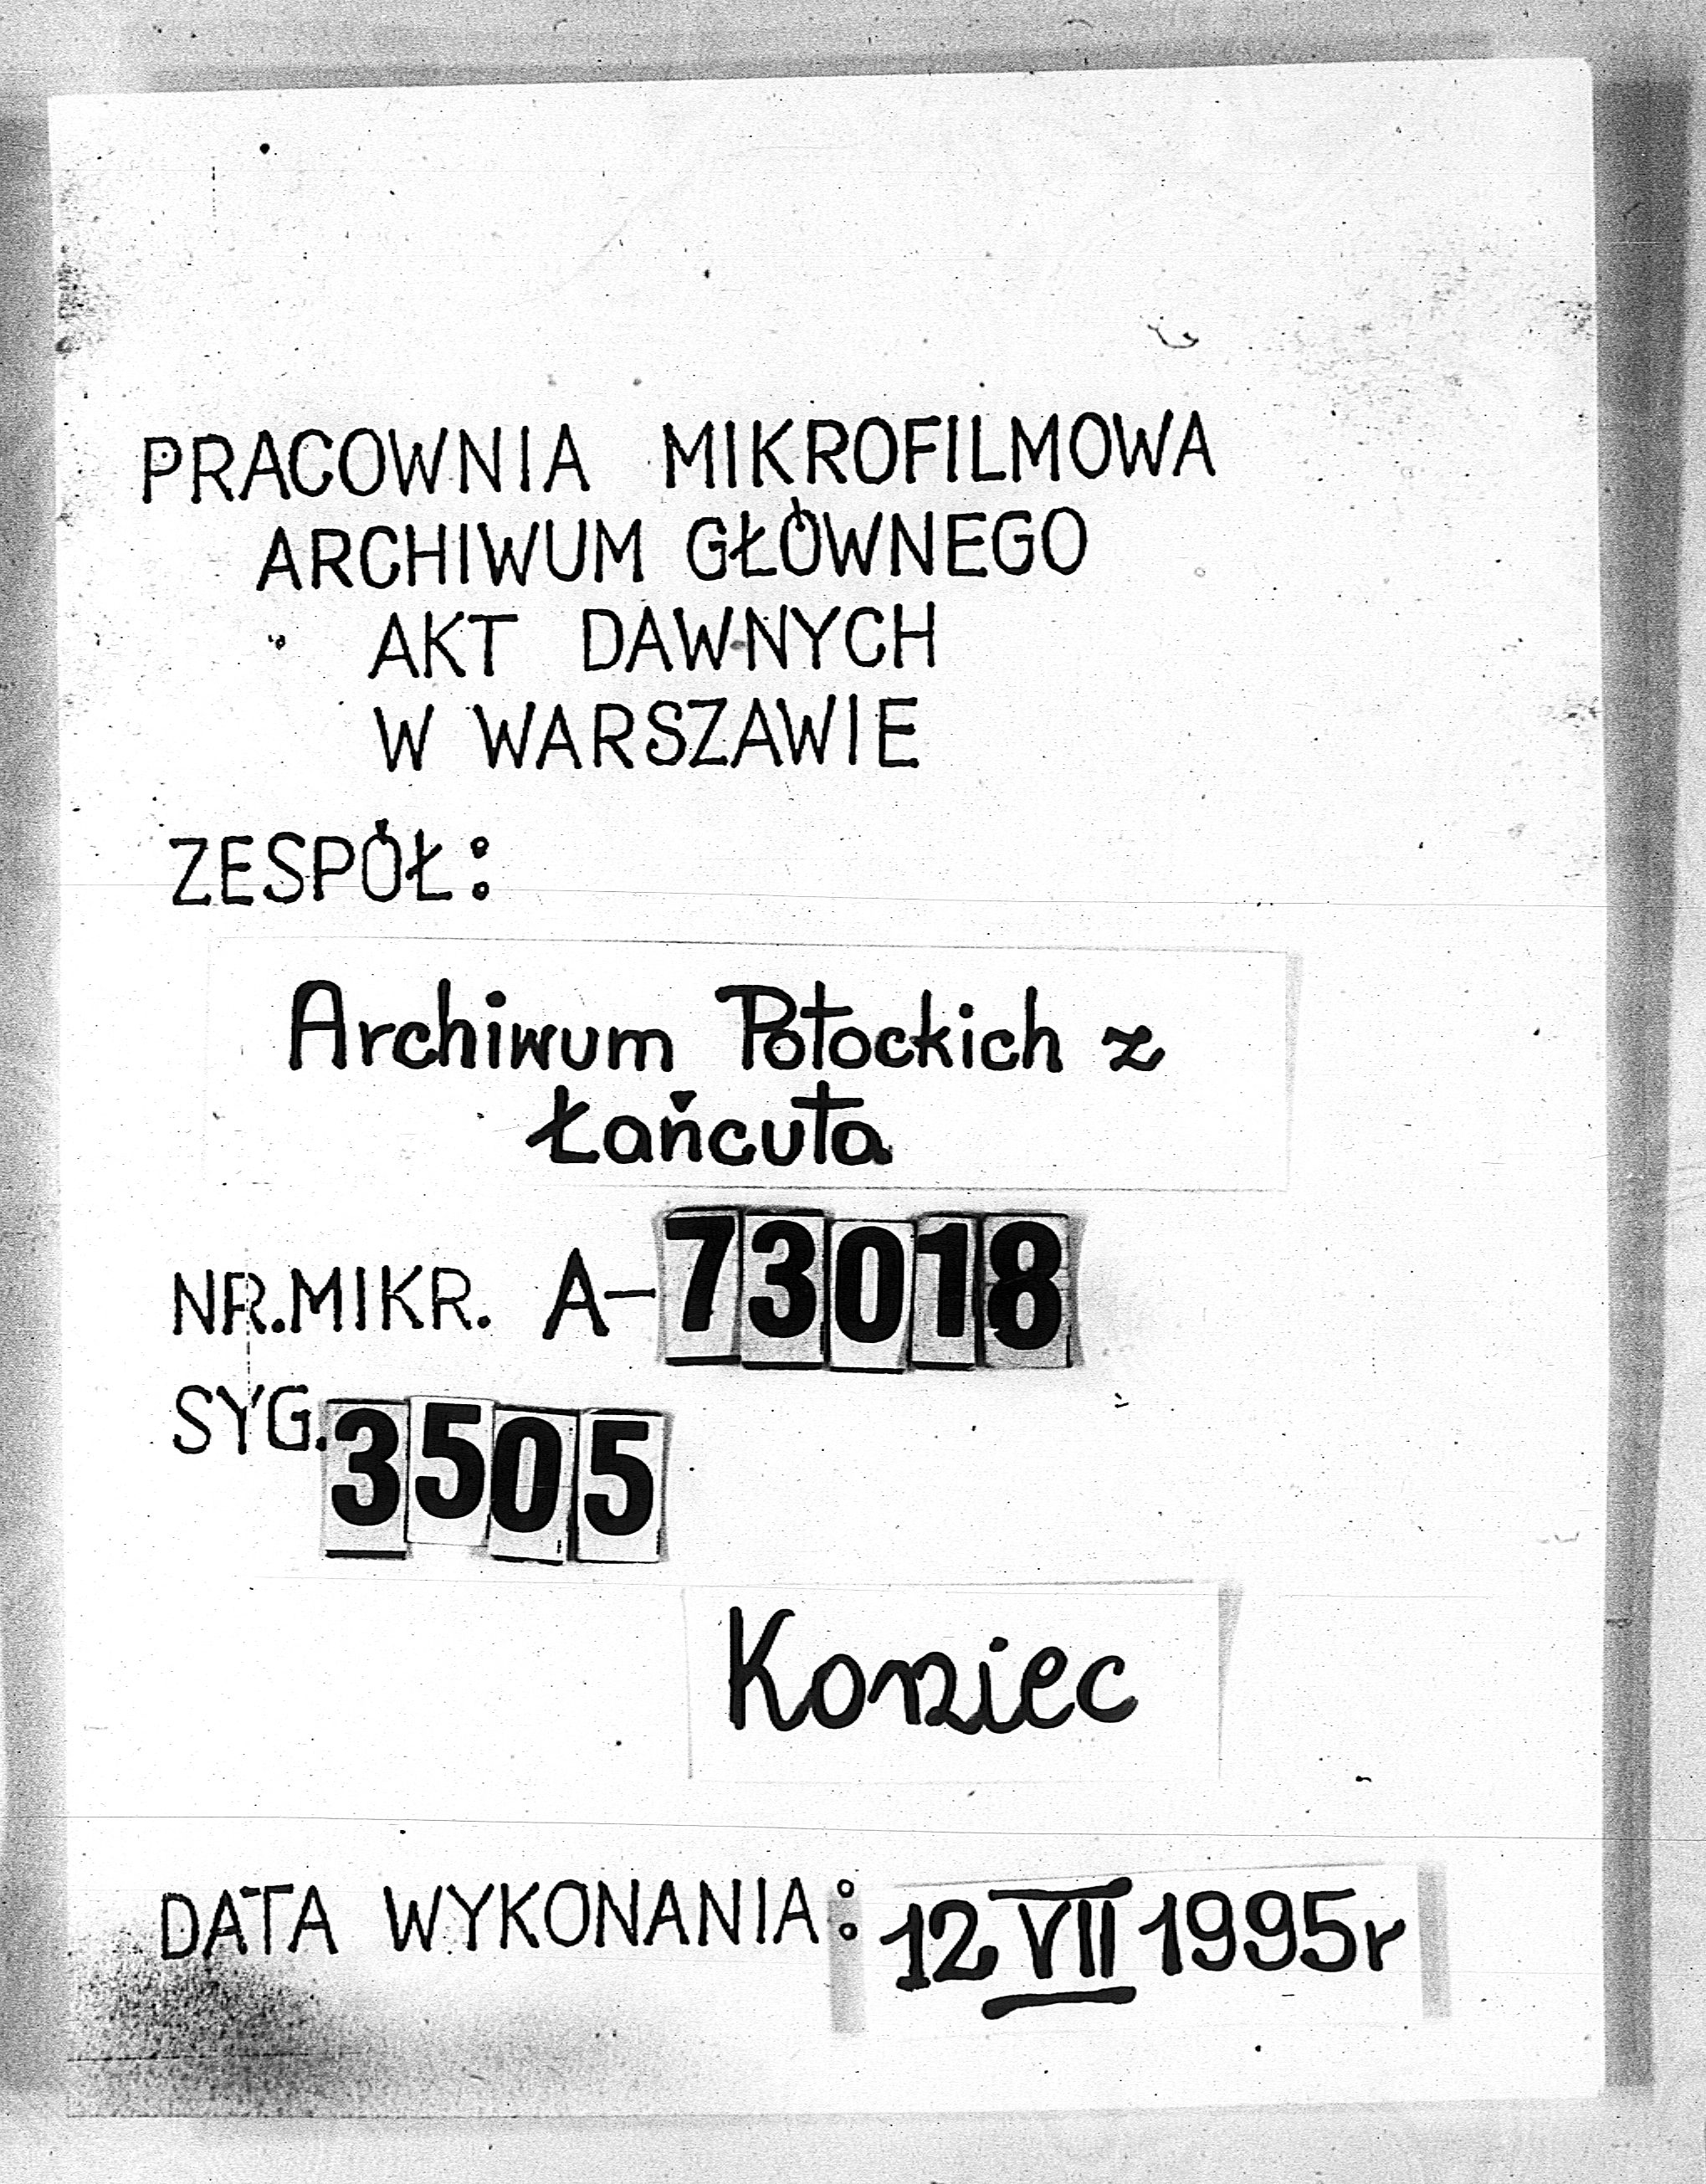 PRACOWNIA MIKROFILMOWA
ARCHIWUM GŁÓWNEGO
AKT DAWNYCH
W WARSZAWIE
ZESPÓŁ:
Archiwum Potockich z
Łańcuta
NR.MIKR. A-73018
SYG.3505
Koniec
DATA WYKONANIA: 12 VII 1995r